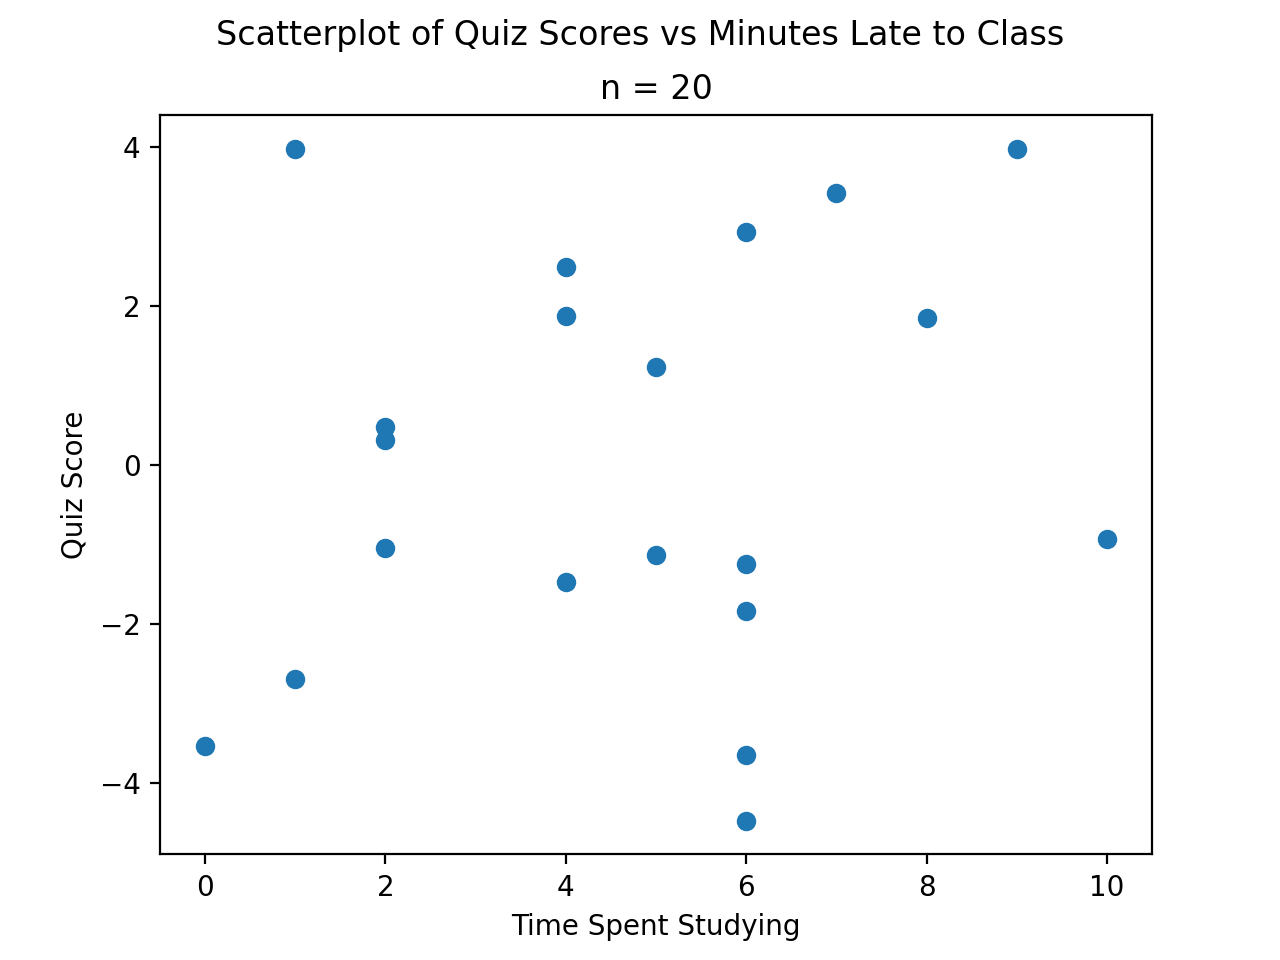 Scatterplot of Quiz Scores vs Minutes Late to Class
n = 20
4
2
0
−2
−4
Quiz Score
0 2 4 6 8 10
Time Spent Studying